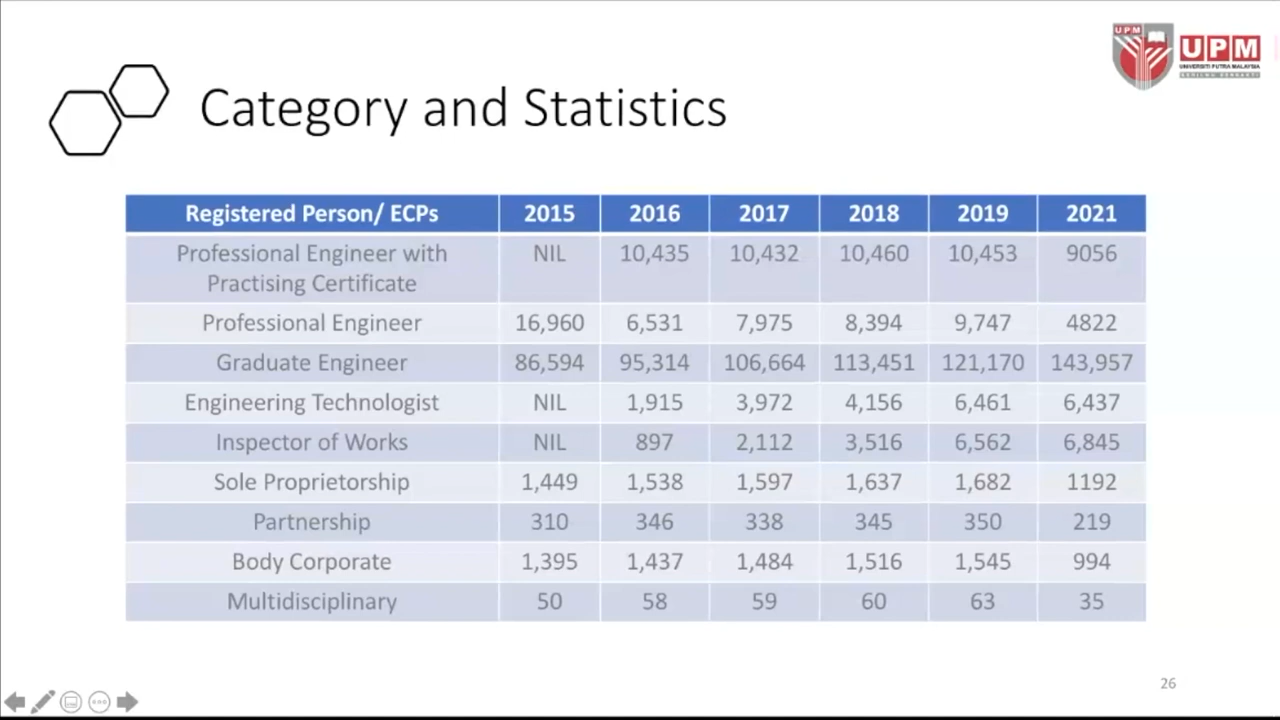 UPM
UPM
UNIVERSITI PUTRA MALAYSIA
Category and Statistics
Registered Person/ ECPs 2015 2016 2017 2018 2019 2021
Professional Engineer with
Practising Certificate NIL 10,435 10,432 10,460 10,453 9056
Professional Engineer 16,960 6,531 7,975 8,394 9,747 4822
Graduate Engineer 86,594 95,314 106,664 113,451 121,170 143,957
Engineering Technologist NIL 1,915 3,972 4,156 6,461 6,437
Inspector of Works NIL 897 2,112 3,516 6,562 6,845
Sole Proprietorship 1,449 1,538 1,597 1,637 1,682 1192
Partnership 310 346 338 345 350 219
Body Corporate 1,395 1,437 1,484 1,516 1,545 994
Multidisciplinary 50 58 59 60 63 35
26